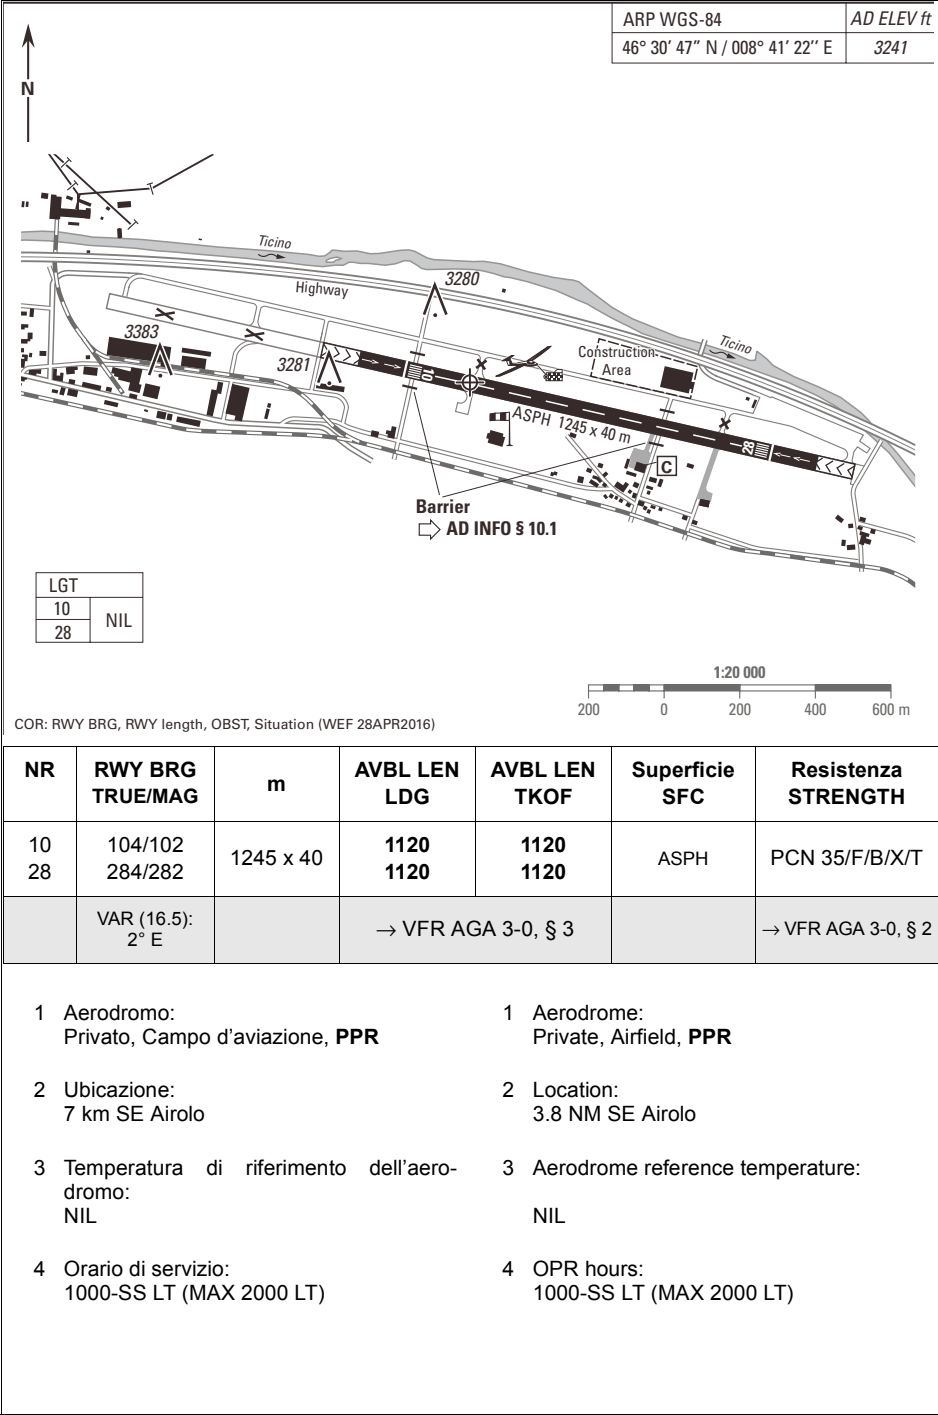 ARP WGS-84 AD ELEV ft
46° 30′ 47″ N / 008° 41′ 22″ E 3241
N
Ticino
3280
Highway
3383
Ticino
Construction
Area
3281
10
ASPH 1245 x 40 m
28
C
Barrier
AD INFO § 10.1
LGT
10
NIL
28
1:20 000
200 0 200 400 600 m
COR: RWY BRG, RWY length, OBST, Situation (WEF 28APR2016)
NR RWY BRG m AVBL LEN AVBL LEN Superficie Resistenza
TRUE/MAG LDG TKOF SFC STRENGTH
10 104/102 1245 x 40 1120 1120 ASPH PCN 35/F/B/X/T
28 284/282 1120 1120
VAR (16.5): → VFR AGA 3-0, § 3 → VFR AGA 3-0, § 2
2° E
1 Aerodromo:
Privato, Campo d’aviazione, PPR
2 Ubicazione:
7 km SE Airolo
3 Temperatura di riferimento dell’aero-
dromo:
NIL
4 Orario di servizio:
1000-SS LT (MAX 2000 LT)
1 Aerodrome:
Private, Airfield, PPR
2 Location:
3.8 NM SE Airolo
3 Aerodrome reference temperature:
NIL
4 OPR hours:
1000-SS LT (MAX 2000 LT)